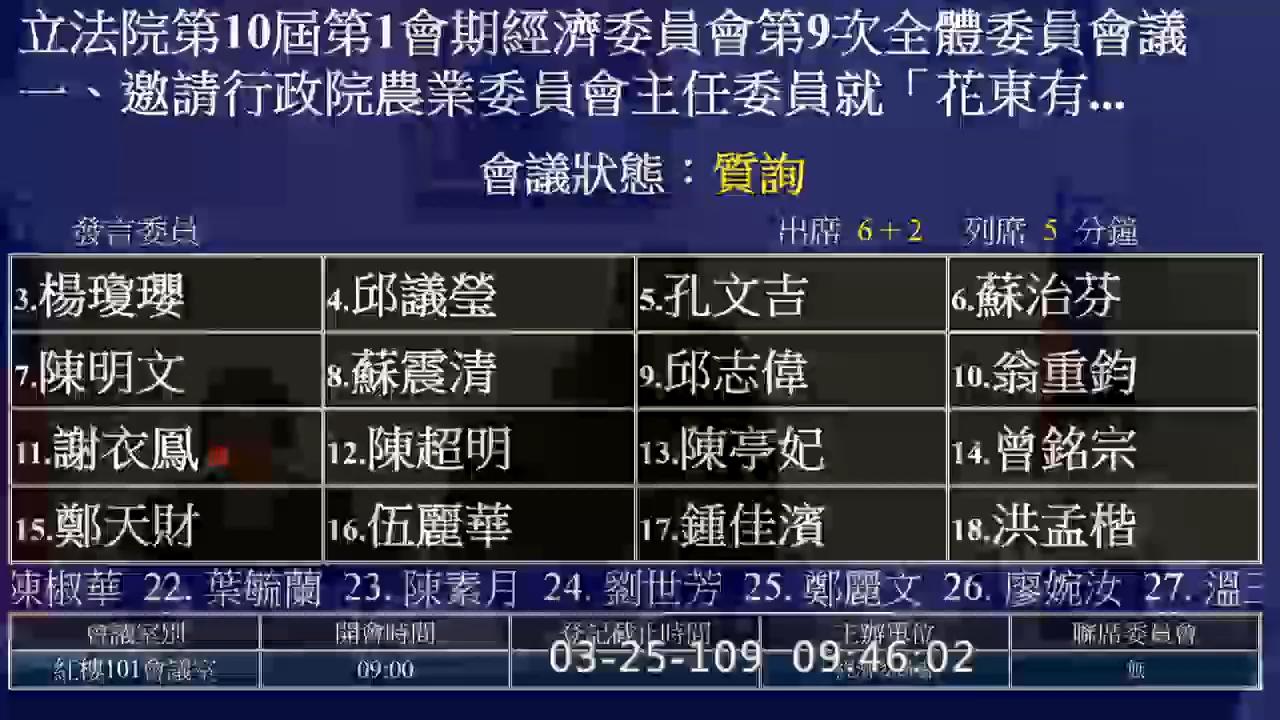 立法院第10屆第1會期經濟委員會第9次全體委員會議
一、邀請行政院農業委員會主任委員就「花東有...
會議狀態：質詢
發言委員 出席 6+2 列席 5 分鐘
3.楊瓊瓔 4.邱議瑩 5.孔文吉 6.蘇治芬
7.陳明文 8.蘇震清 9.邱志偉 10.翁重鈞
11.謝衣鳳 12.陳超明 13.陳亭妃 14.曾銘宗
15.鄭天財 16.伍麗華 17.鍾佳濱 18.洪孟楷
陳椒華 22. 葉毓蘭 23. 陳素月 24. 劉世芳 25. 鄭麗文 26. 廖婉汝 27. 溫
會議室別 開會時間 登記截止時間 主辦單位 聯席委員會
紅樓101會議室 09:00 無
03-25-109 09:46:02